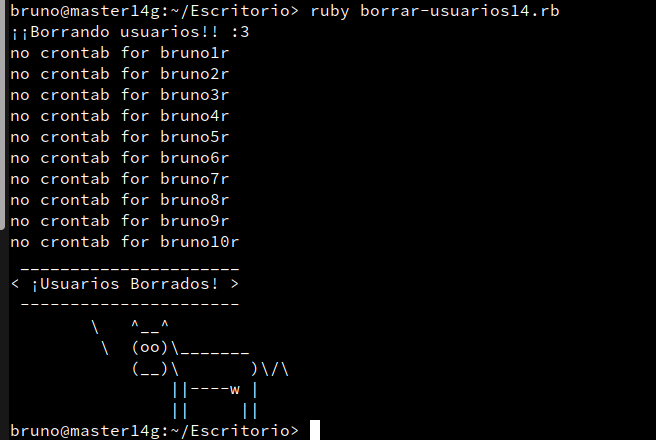 bruno@master14g:~/Escritorio> ruby borrar-usuarios14.rb
¡¡Borrando usuarios!! :3
no crontab for bruno1r
no crontab for bruno2r
no crontab for bruno3r
no crontab for bruno4r
no crontab for bruno5r
no crontab for bruno6r
no crontab for bruno7r
no crontab for bruno8r
no crontab for bruno9r
no crontab for bruno10r
 ______________________
< ¡Usuarios Borrados! >
 ----------------------
        \   ^__^
         \  (oo)\_______
            (__)\       )\/\
                ||----w |
                ||     ||
bruno@master14g:~/Escritorio>